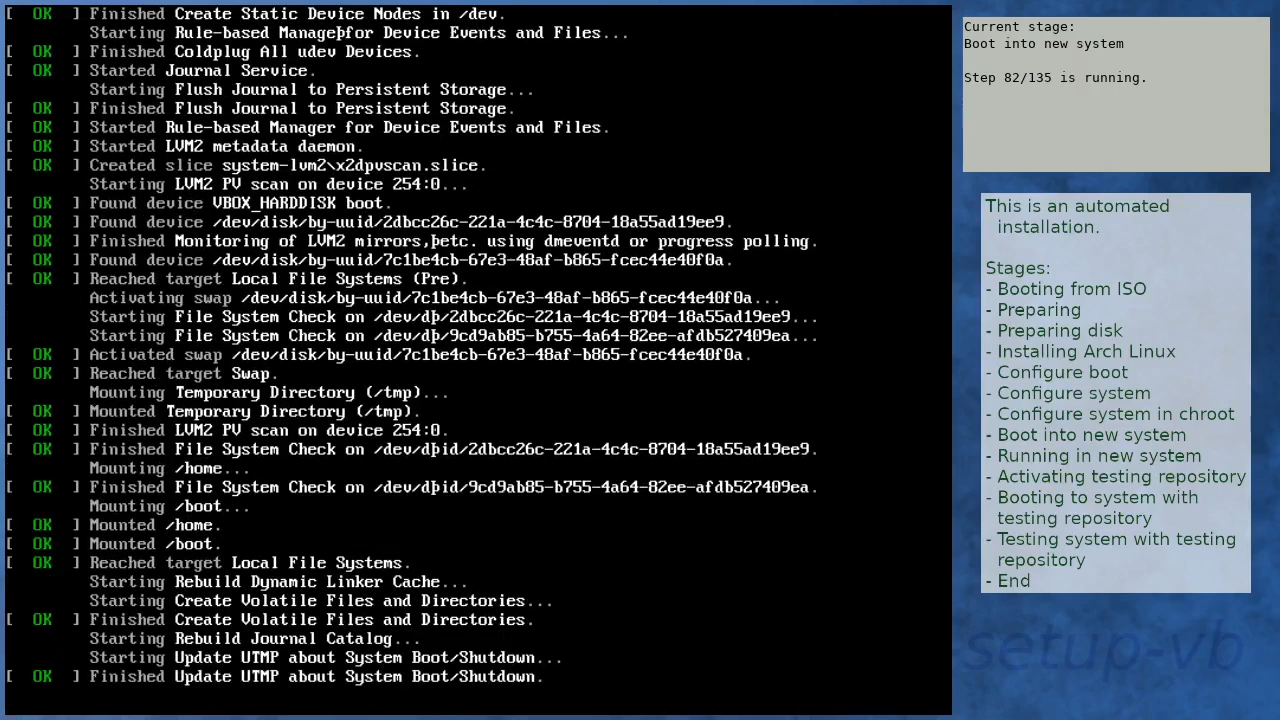 [  OK  ] Finished Create Static Device Nodes in /dev.
Starting Rule-based Manageþfor Device Events and Files...
[  OK  ] Finished Coldplug All udev Devices.
[  OK  ] Started Journal Service.
Starting Flush Journal to Persistent Storage...
[  OK  ] Finished Flush Journal to Persistent Storage.
[  OK  ] Started Rule-based Manager for Device Events and Files.
[  OK  ] Started LVM2 metadata daemon.
[  OK  ] Created slice system-lvm2\x2dpvscan.slice.
Starting LVM2 PV scan on device 254:0...
[  OK  ] Found device VBOX_HARDDISK boot.
[  OK  ] Found device /dev/disk/by-uuid/2dbcc26c-221a-4c4c-8704-18a55ad19ee9.
[  OK  ] Finished Monitoring of LVM2 mirrors,þetc. using dmeventd or progress polling.
[  OK  ] Found device /dev/disk/by-uuid/7c1be4cb-67e3-48af-b865-fcec44e40f0a.
[  OK  ] Reached target Local File Systems (Pre).
Activating swap /dev/disk/by-uuid/7c1be4cb-67e3-48af-b865-fcec44e40f0a...
Starting File System Check on /dev/dþ/2dbcc26c-221a-4c4c-8704-18a55ad19ee9...
Starting File System Check on /dev/dþ/9cd9ab85-b755-4a64-82ee-afdb527409ea...
[  OK  ] Activated swap /dev/disk/by-uuid/7c1be4cb-67e3-48af-b865-fcec44e40f0a.
[  OK  ] Reached target Swap.
Mounting Temporary Directory (/tmp)...
[  OK  ] Mounted Temporary Directory (/tmp).
[  OK  ] Finished LVM2 PV scan on device 254:0.
[  OK  ] Finished File System Check on /dev/dþid/2dbcc26c-221a-4c4c-8704-18a55ad19ee9.
Mounting /home...
[  OK  ] Finished File System Check on /dev/dþid/9cd9ab85-b755-4a64-82ee-afdb527409ea.
Mounting /boot...
[  OK  ] Mounted /home.
[  OK  ] Mounted /boot.
[  OK  ] Reached target Local File Systems.
Starting Rebuild Dynamic Linker Cache...
Starting Create Volatile Files and Directories...
[  OK  ] Finished Create Volatile Files and Directories.
Starting Rebuild Journal Catalog...
Starting Update UTMP about System Boot/Shutdown...
[  OK  ] Finished Update UTMP about System Boot/Shutdown.
Current stage:
Boot into new system
Step 82/135 is running.
This is an automated
installation.
Stages:
- Booting from ISO
- Preparing
- Preparing disk
- Installing Arch Linux
- Configure boot
- Configure system
- Configure system in chroot
- Boot into new system
- Running in new system
- Activating testing repository
- Booting to system with
testing repository
- Testing system with testing
repository
- End
setup-vb